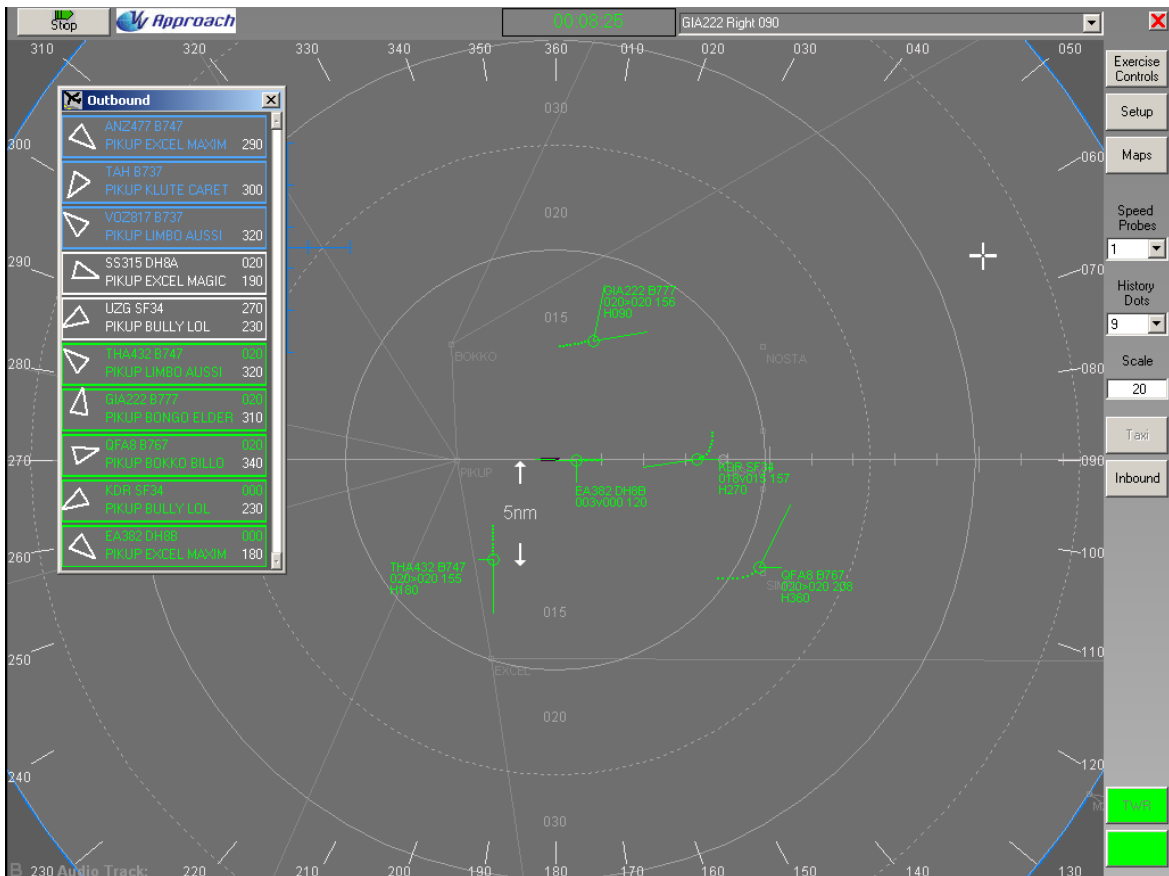 Stop
Approach
00:08:25
GIA222 Right 090
310
320
330
340
350
360
010
020
030
040
050
Exercise
Controls
Setup
Maps
Speed
Probes
1
History
Dots
9
Scale
20
Taxi
Inbound
TWR
Outbound
ANZ477 B747
PIKUP EXCEL MAXIM 290
TAH B737
PIKUP KLUTE CARET 300
VOZ817 B737
PIKUP LIMBO AUSSI 320
SS315 DH8A 020
PIKUP EXCEL MAGIC 190
UZG SF34 270
PIKUP BULLY LOL 230
THA432 B747 020
PIKUP LIMBO AUSSI 320
GIA222 B777 020
PIKUP BONGO ELDER 310
QFA8 B767 020
PIKUP BOKKO BILLO 340
KDR SF34 000
PIKUP BULLY LOL 230
EA382 DH8B 000
PIKUP EXCEL MAXIM 180
300
290
280
270
260
250
240
230
060
070
080
090
100
110
120
130
030
020
015
GIA222 B777
020>020 156
H090
BOKKO
NOSTA
PIKUP
KDR SF34
018v015 157
H270
EA382 DH8B
003v000 120
5nm
THA432 B747
020>020 155
H180
QFA8 B767
020>020 208
H360
015
EXCEL
020
030
B
Audio Track:
220
210
200
190
180
170
160
150
140